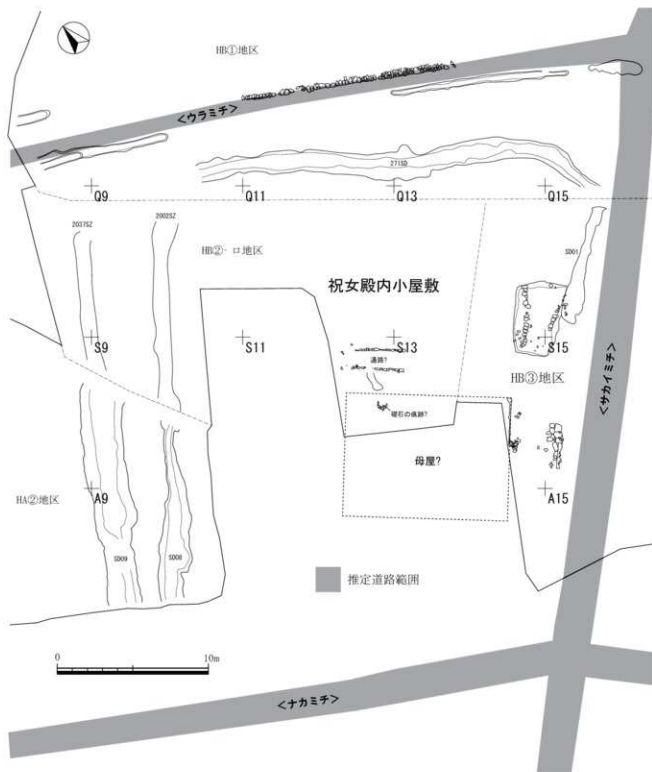 HB①地区
<ウラミチ>
271SD
Q9
Q11
Q13
Q15
2037SZ
2002SZ
HB②-ロ地区
SD01
祝女殿内小屋敷
S9
S11
S13
S15
通路?
HB③地区
<サカイミチ>
礎石の痕跡?
母屋?
HA②地区
A9
A15
SD09
SD08
推定道路範囲
0
10m
<ナカミチ>